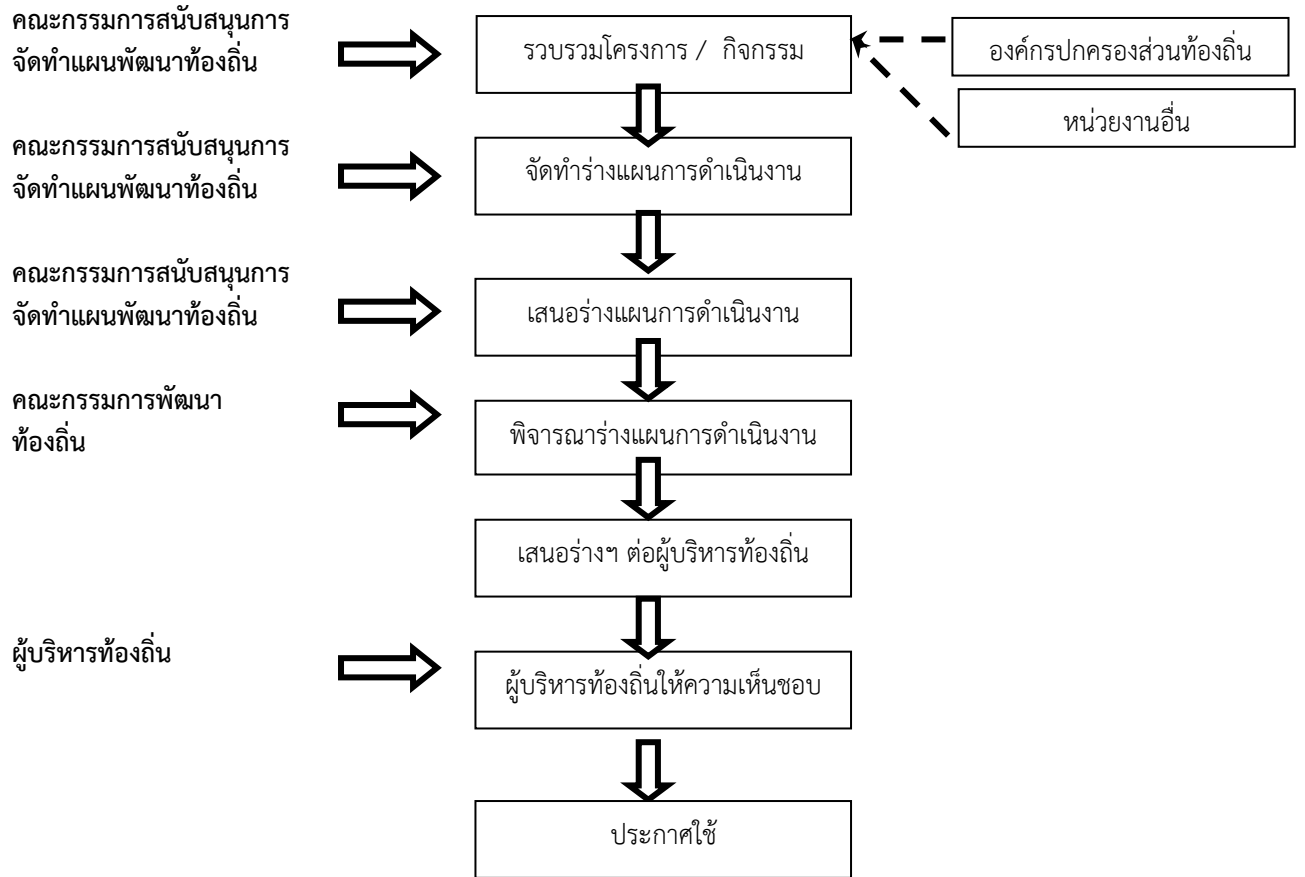 คณะกรรมการสนับสนุนการ
จัดทำแผนพัฒนาท้องถิ่น
รวบรวมโครงการ / กิจกรรม
องค์กรปกครองส่วนท้องถิ่น
หน่วยงานอื่น
คณะกรรมการสนับสนุนการ
จัดทำแผนพัฒนาท้องถิ่น
จัดทำร่างแผนการดำเนินงาน
คณะกรรมการสนับสนุนการ
จัดทำแผนพัฒนาท้องถิ่น
เสนอร่างแผนการดำเนินงาน
คณะกรรมการพัฒนา
ท้องถิ่น
พิจารณาร่างแผนการดำเนินงาน
เสนอร่างฯ ต่อผู้บริหารท้องถิ่น
ผู้บริหารท้องถิ่น
ผู้บริหารท้องถิ่นให้ความเห็นชอบ
ประกาศใช้